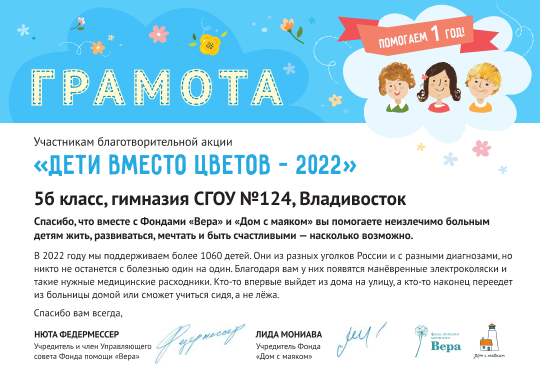 ПОМОГАЕМ 1 ГОД!
ГРАМОТА
Участникам благотворительной акции
«ДЕТИ ВМЕСТО ЦВЕТОВ - 2022»
5б класс, гимназия СГОУ №124, Владивосток
Спасибо, что вместе с Фондами «Вера» и «Дом с маяком» вы помогаете неизлечимо больным
детям жить, развиваться, мечтать и быть счастливыми — насколько возможно.
В 2022 году мы поддерживаем более 1060 детей. Они из разных уголков России и с разными диагнозами, но
никто не останется с болезнью один на один. Благодаря вам у них появятся манёвренные электроколяски и
такие нужные медицинские расходники. Кто-то впервые выйдет из дома на улицу, а кто-то наконец переедет
из больницы домой или сможет учиться сидя, а не лёжа.
Спасибо вам всегда,
НЮТА ФЕДЕРМЕССЕР
Учредитель и член Управляющего
совета Фонда помощи «Вера»
ЛИДА МОНИАВА
Учредитель Фонда
«Дом с маяком»
Вера
Дом с маяком